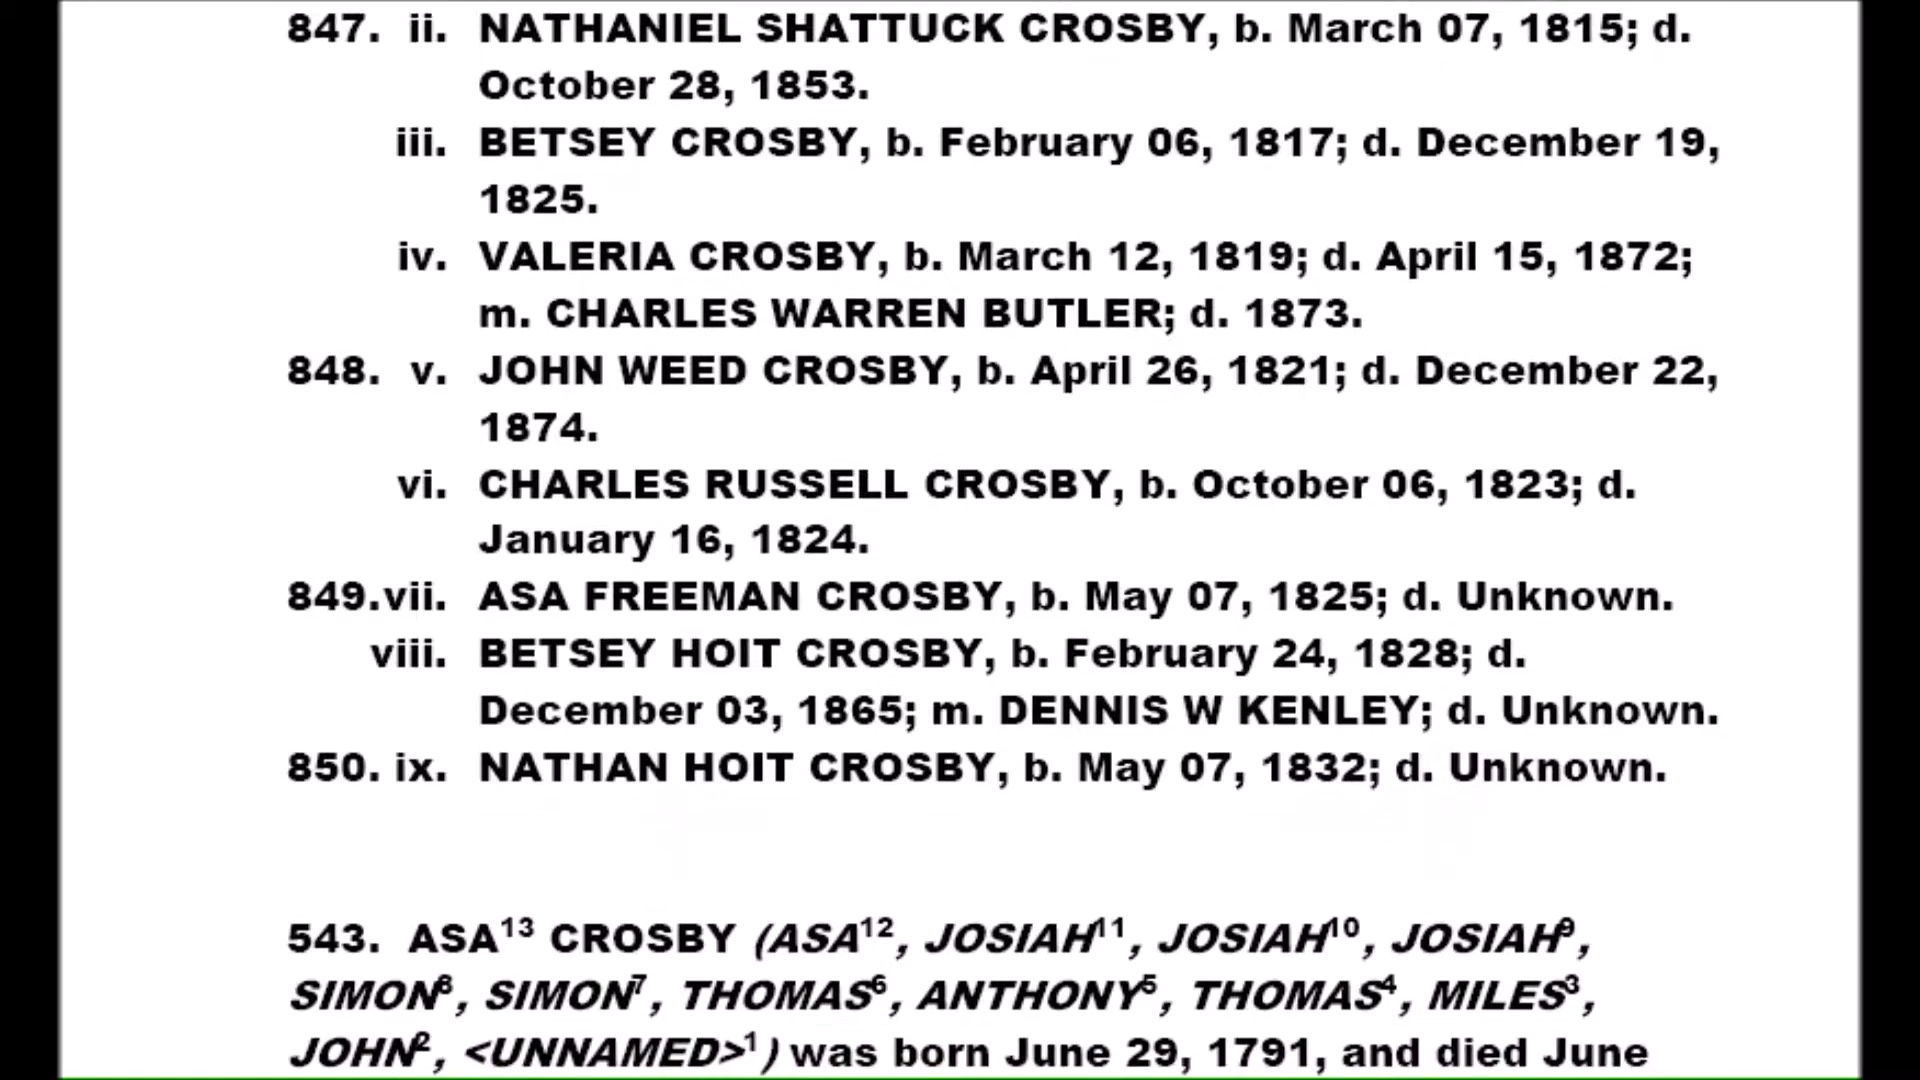 847. ii. NATHANIEL SHATTUCK CROSBY, b. March 07, 1815; d.
October 28, 1853.
iii. BETSEY CROSBY, b. February 06, 1817; d. December 19,
1825.
iv. VALERIA CROSBY, b. March 12, 1819; d. April 15, 1872;
m. CHARLES WARREN BUTLER; d. 1873.
848. v. JOHN WEED CROSBY, b. April 26, 1821; d. December 22,
1874.
vi. CHARLES RUSSELL CROSBY, b. October 06, 1823; d.
January 16, 1824.
849.vii. ASA FREEMAN CROSBY, b. May 07, 1825; d. Unknown.
viii. BETSEY HOIT CROSBY, b. February 24, 1828; d.
December 03, 1865; m. DENNIS W KENLEY; d. Unknown.
850. ix. NATHAN HOIT CROSBY, b. May 07, 1832; d. Unknown.
543. ASA¹³ CROSBY (ASA¹², JOSIAH¹¹, JOSIAH¹⁰, JOSIAH⁹,
SIMON⁸, SIMON⁷, THOMAS⁶, ANTHONY⁵, THOMAS⁴, MILES³,
JOHN², <UNNAMED>¹) was born June 29, 1791, and died June